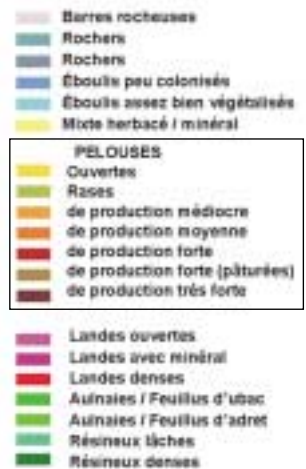 Barres rocheuses
Rochers
Rochers
Éboulis peu colonisés
Éboulis assez bien végétalisés
Mixte herbacé / minéral
PELOUSES
Ouvertes
Rases
de production médiocre
de production moyenne
de production forte
de production forte (pâturées)
de production très forte
Landes ouvertes
Landes avec minéral
Landes denses
Aulnaies / Feuillus d'ubac
Aulnaies / Feuillus d'adret
Résineux lâches
Résineux denses